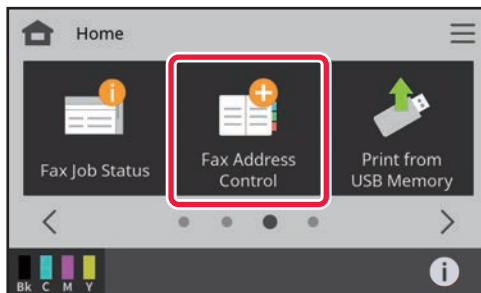 Home
Fax Job Status
Fax Address
Control
Print from
USB Memory
Bk C M Y